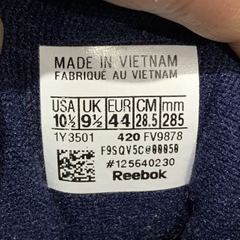 MADE IN VIETNAM
FABRIQUÉ AU VIETNAM
USA UK EUR CM mm
10½ 9½ 44 28.5 285
1Y3501 420 FV9878
F9SQV5C@00058
#125640230
Reebok